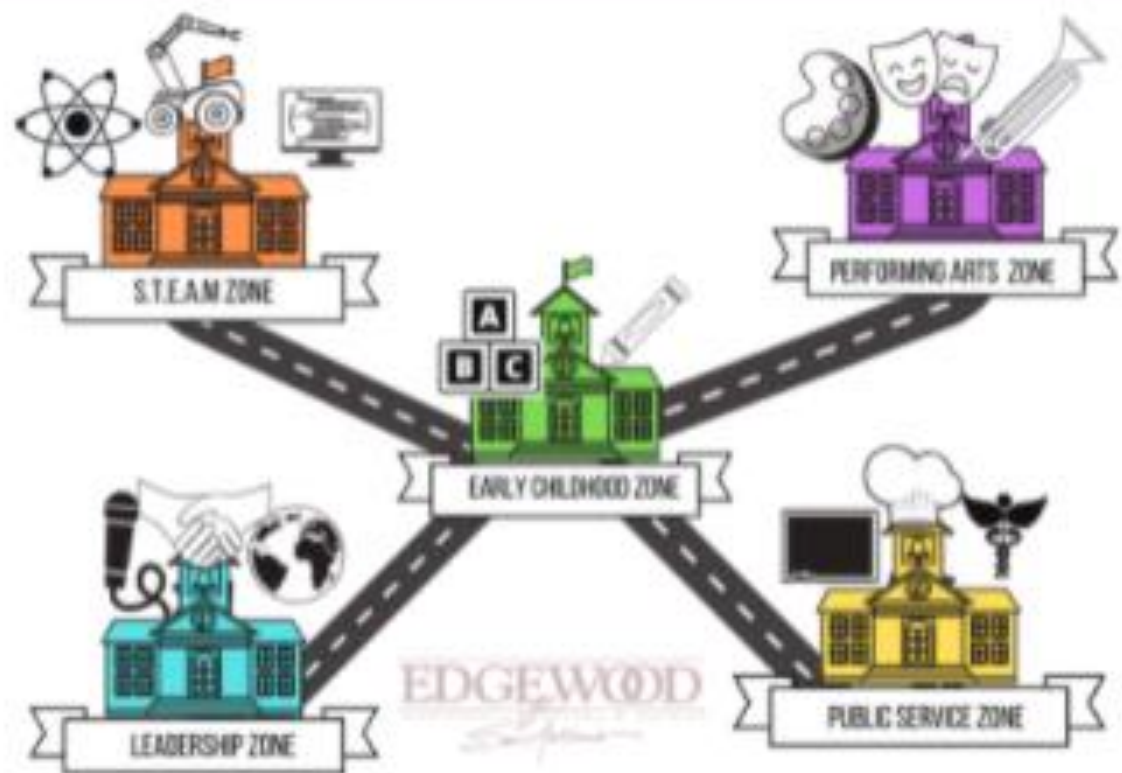 S.T.E.A.M ZONE
PERFORMING ARTS ZONE
A
B C
EARLY CHILDHOOD ZONE
LEADERSHIP ZONE
PUBLIC SERVICE ZONE
EDGEWOOD